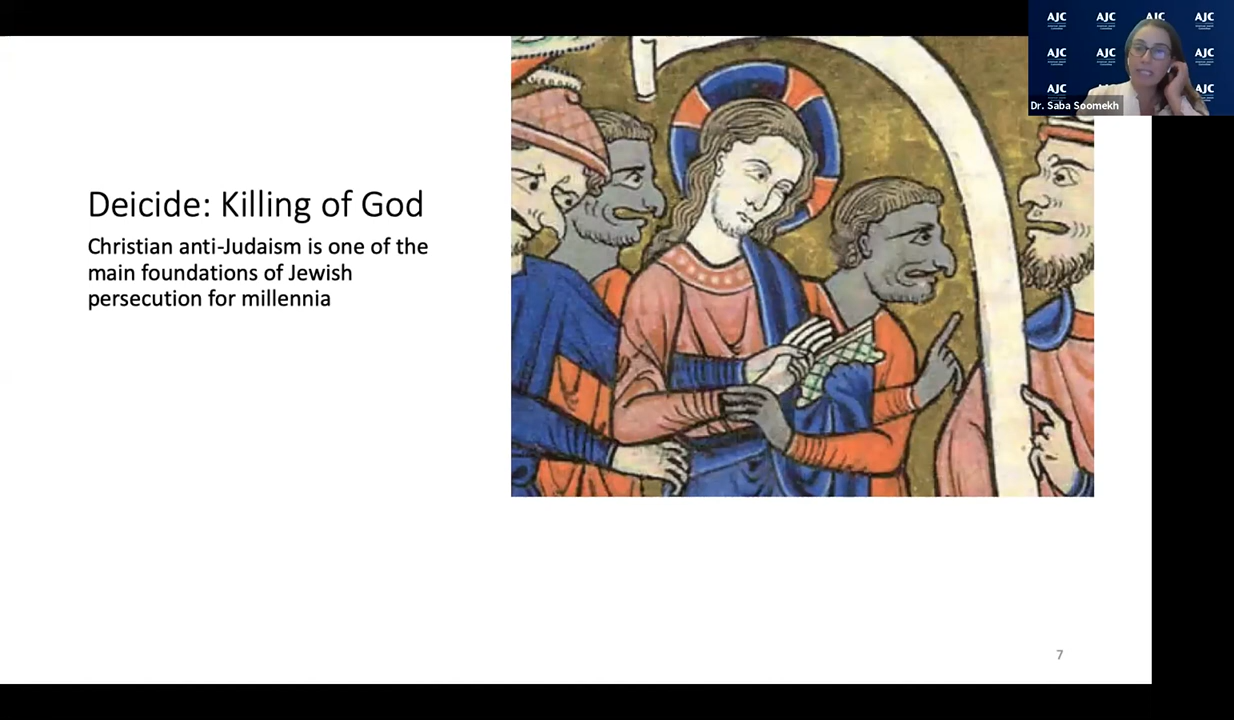 Deicide: Killing of God
Christian anti-Judaism is one of the
main foundations of Jewish
persecution for millennia
7
AJC AJC AJC AJC
AJC AJC AJC
AJC AJC
Dr. Saba Soomekh